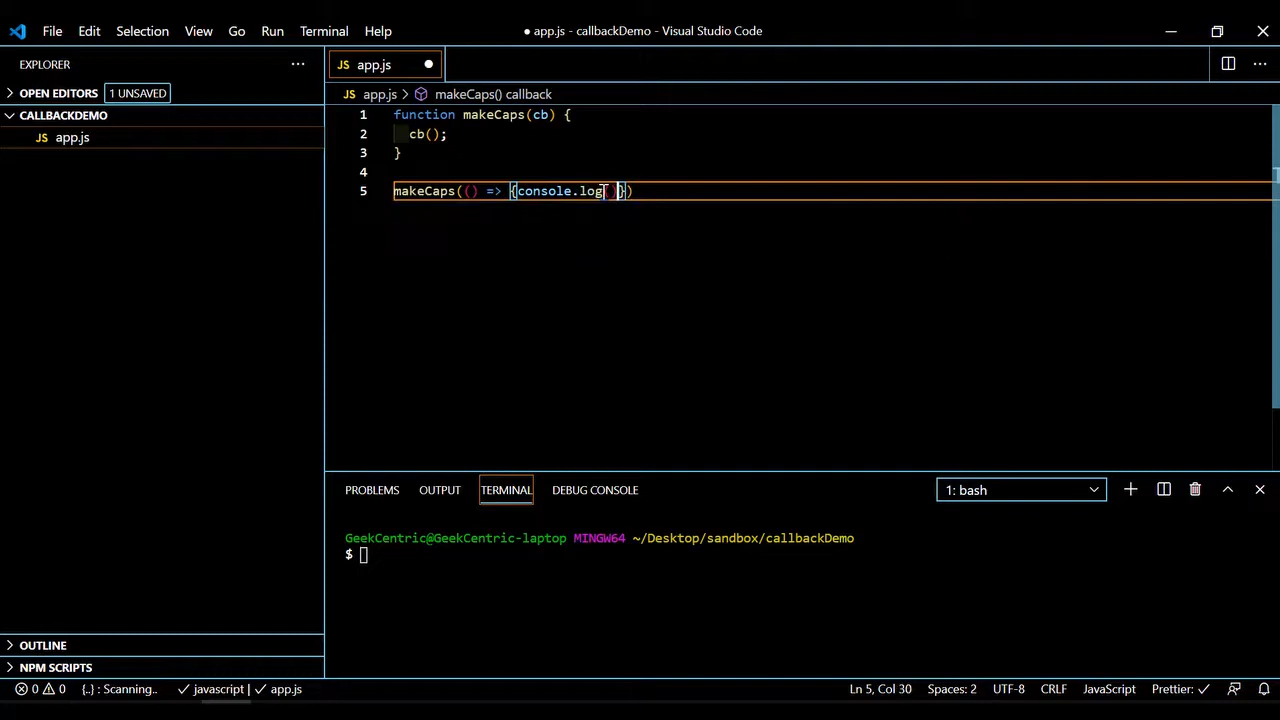 File Edit Selection View Go Run Terminal Help ● app.js - callbackDemo - Visual Studio Code
EXPLORER ···
JS app.js ●
OPEN EDITORS 1 UNSAVED
JS app.js > makeCaps() callback
CALLBACKDEMO
JS app.js
1 function makeCaps(cb) {
2 cb();
3 }
4
5 makeCaps(() => {console.log()})
PROBLEMS OUTPUT TERMINAL DEBUG CONSOLE 1: bash
GeekCentric@GeekCentric-laptop MINGW64 ~/Desktop/sandbox/callbackDemo
$
OUTLINE
NPM SCRIPTS
0 0 {..} : Scanning.. javascript | app.js Ln 5, Col 30 Spaces: 2 UTF-8 CRLF JavaScript Prettier: ✓